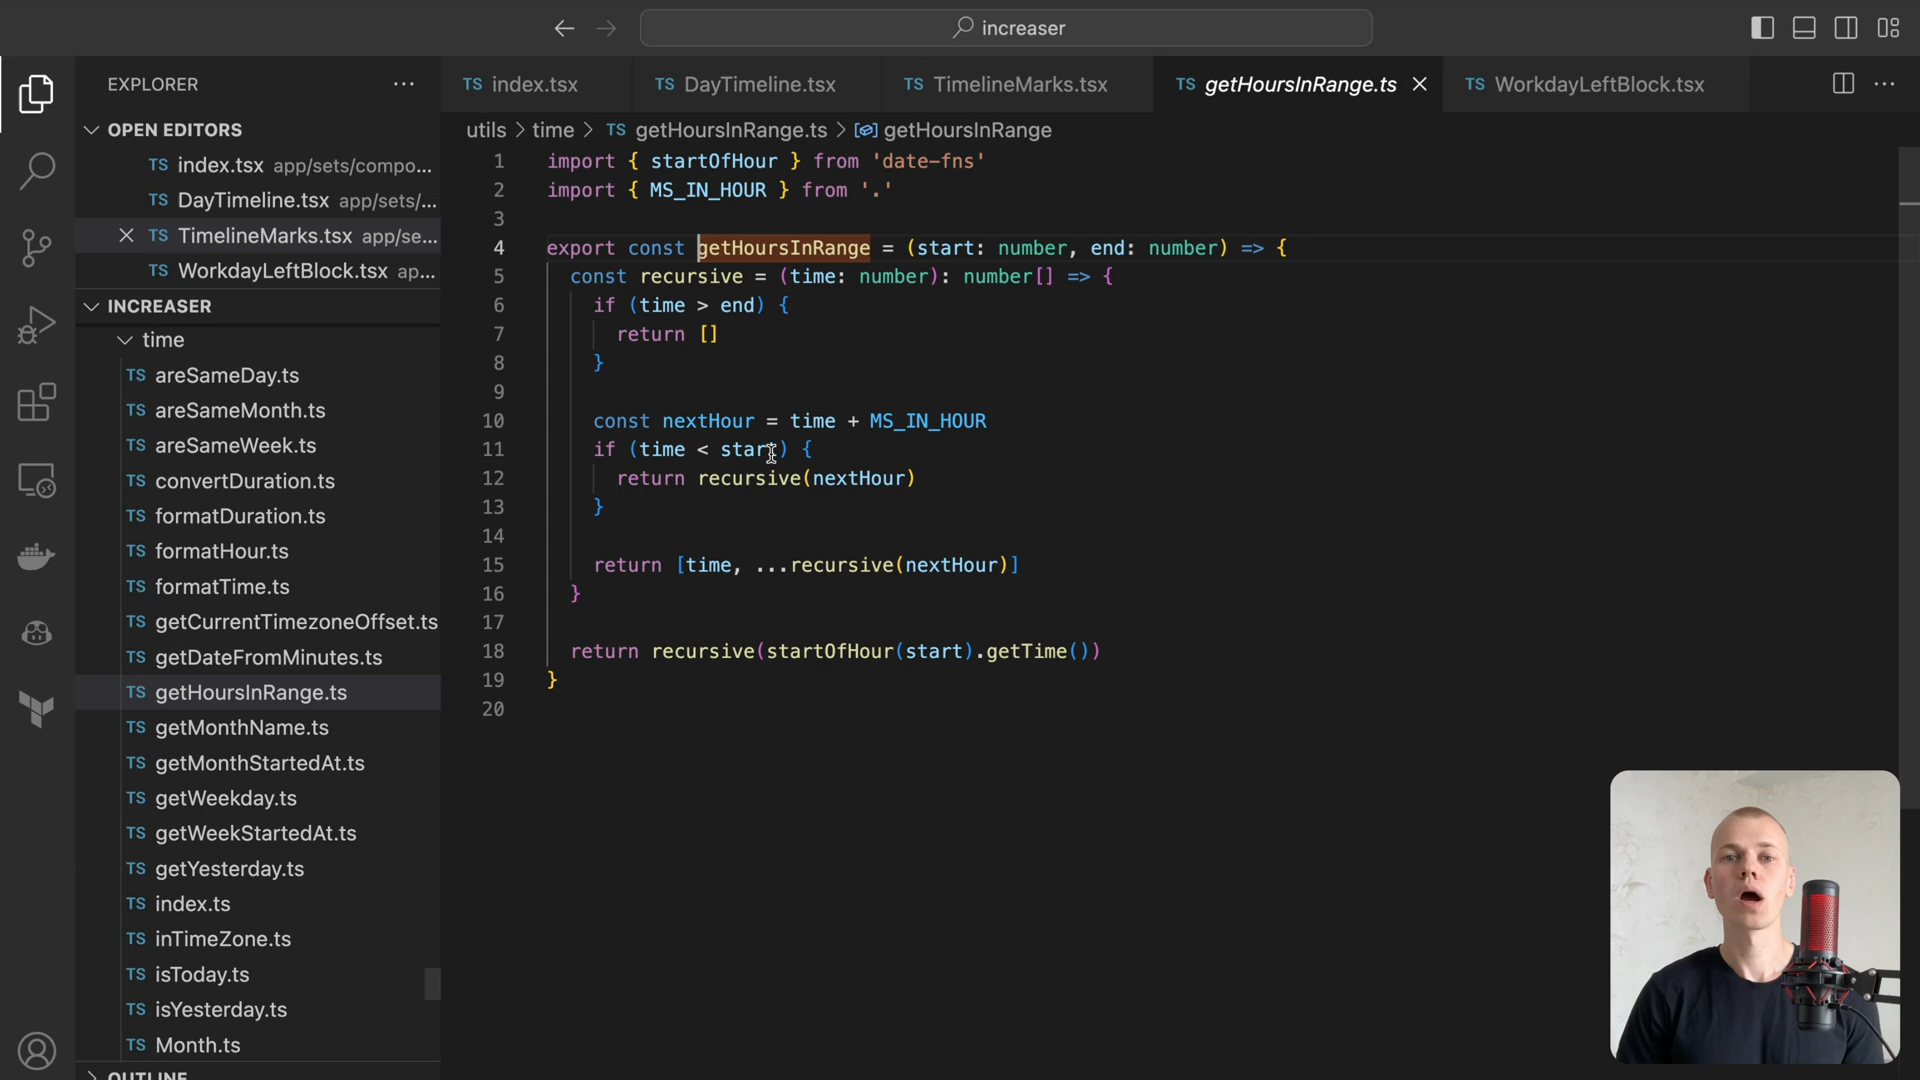 increaser
EXPLORER ...
TS index.tsx
TS DayTimeline.tsx
TS TimelineMarks.tsx
TS getHoursInRange.ts
TS WorkdayLeftBlock.tsx
...
OPEN EDITORS
TS index.tsx app/sets/compo...
TS DayTimeline.tsx app/sets/...
TS TimelineMarks.tsx app/se...
TS WorkdayLeftBlock.tsx ap...
INCREASER
time
TS areSameDay.ts
TS areSameMonth.ts
TS areSameWeek.ts
TS convertDuration.ts
TS formatDuration.ts
TS formatHour.ts
TS formatTime.ts
TS getCurrentTimezoneOffset.ts
TS getDateFromMinutes.ts
TS getHoursInRange.ts
TS getMonthName.ts
TS getMonthStartedAt.ts
TS getWeekday.ts
TS getWeekStartedAt.ts
TS getYesterday.ts
TS index.ts
TS inTimeZone.ts
TS isToday.ts
TS isYesterday.ts
TS Month.ts
OUTLINE
utils > time > TS getHoursInRange.ts > getHoursInRange
1 import { startOfHour } from 'date-fns'
2 import { MS_IN_HOUR } from '.'
3
4 export const getHoursInRange = (start: number, end: number) => {
5 const recursive = (time: number): number[] => {
6 if (time > end) {
7 return []
8 }
9
10 const nextHour = time + MS_IN_HOUR
11 if (time < start) {
12 return recursive(nextHour)
13 }
14
15 return [time, ...recursive(nextHour)]
16 }
17
18 return recursive(startOfHour(start).getTime())
19 }
20